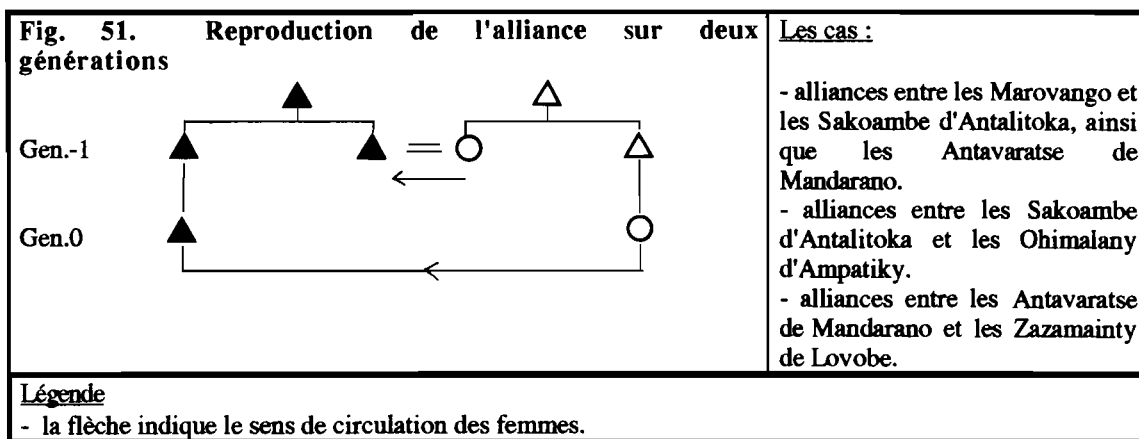 Fig. 51. Reproduction de l'alliance sur deux
générations
Gen.-1
Gen.0
Les cas :
- alliances entre les Marovango et
les Sakoambe d'Antalitoka, ainsi
que les Antavaratse de
Mandarano.
- alliances entre les Sakoambe
d'Antalitoka et les Ohimalany
d'Ampatiky.
- alliances entre les Antavaratse
de Mandarano et les Zazamainty
de Lovobe.
Légende
- la flèche indique le sens de circulation des femmes.